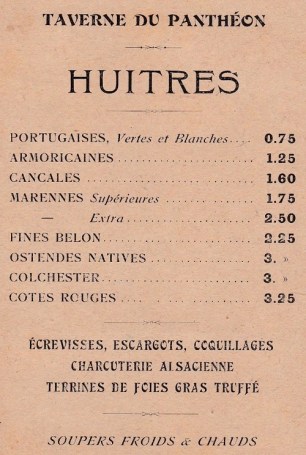 TAVERNE DU PANTHÉON
HUITRES
PORTUGAISES, Vertes et Blanches.... 0.75
ARMORICAINES .................... 1.25
CANCALES ......................... 1.60
MARENNES Supérieures ............. 1.75
— Extra .................. 2.50
FINES BELON ...................... 2.25
OSTENDES NATIVES ................ 3. »
COLCHESTER ...................... 3. »
COTES ROUGES .................... 3.25
ÉCREVISSES, ESCARGOTS, COQUILLAGES
CHARCUTERIE ALSACIENNE
TERRINES DE FOIES GRAS TRUFFÉ
SOUPERS FROIDS & CHAUDS